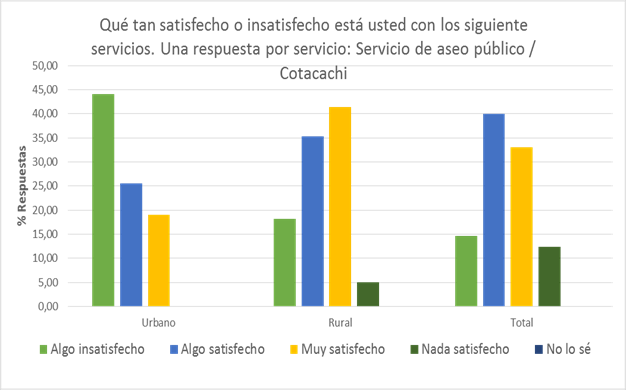 Qué tan satisfecho o insatisfecho está usted con los siguiente
servicios. Una respuesta por servicio: Servicio de aseo público /
Cotacachi
50,00
45,00
40,00
35,00
30,00
25,00
20,00
15,00
10,00
5,00
0,00
% Respuestas
Urbano Rural Total
Algo insatisfecho Algo satisfecho Muy satisfecho Nada satisfecho No lo sé